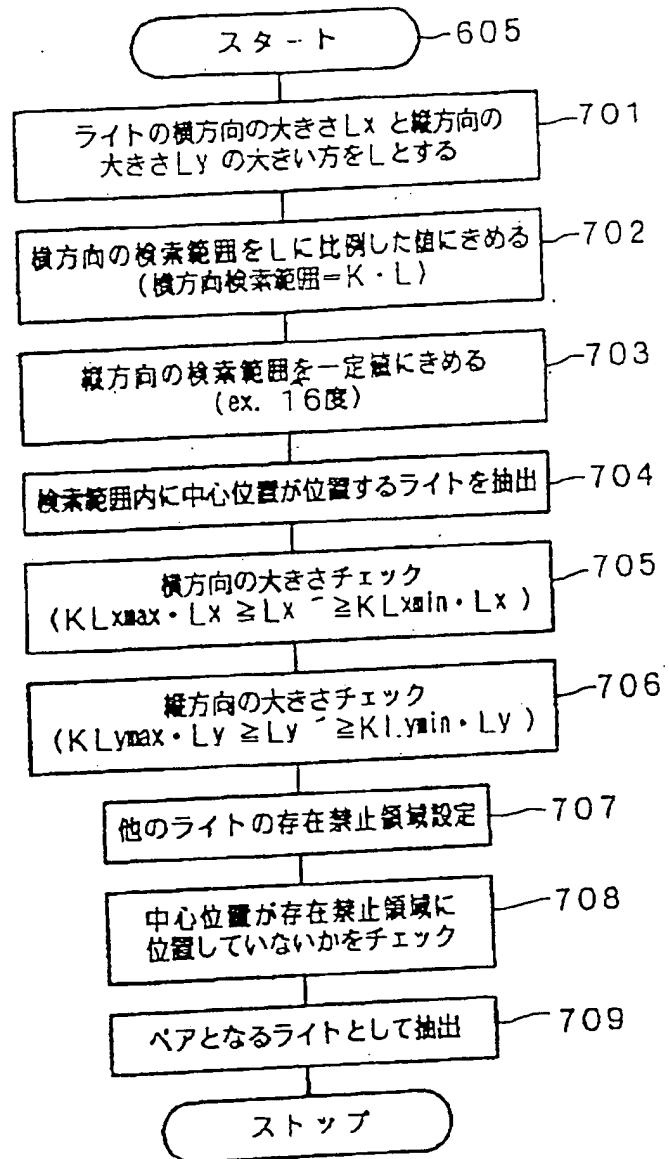 スタート
605
ライトの横方向の大きさLxと縦方向の
大きさLyの大きい方をLとする
701
横方向の検索範囲をLに比例した値にきめる
(横方向検索範囲=K・L)
702
縦方向の検索範囲を一定値にきめる
(ex. 16度)
703
検索範囲内に中心位置が位置するライトを抽出
704
横方向の大きさチェック
(KLxmax・Lx≧Lx´≧KLxmin・Lx)
705
縦方向の大きさチェック
(KLymax・Ly≧Ly´≧KLymin・Ly)
706
他のライトの存在禁止領域設定
707
中心位置が存在禁止領域に
位置していないかをチェック
708
ペアとなるライトとして抽出
709
ストップ